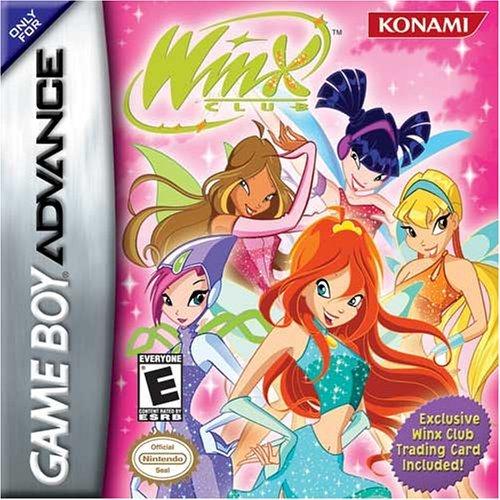 ONLY
FOR
GAME BOY ADVANCE
Winx
CLUB
™
KONAMI
EVERYONE
E
CONTENT RATED BY
ESRB
Official
Nintendo
Seal
Exclusive
Winx Club
Trading Card
Included!